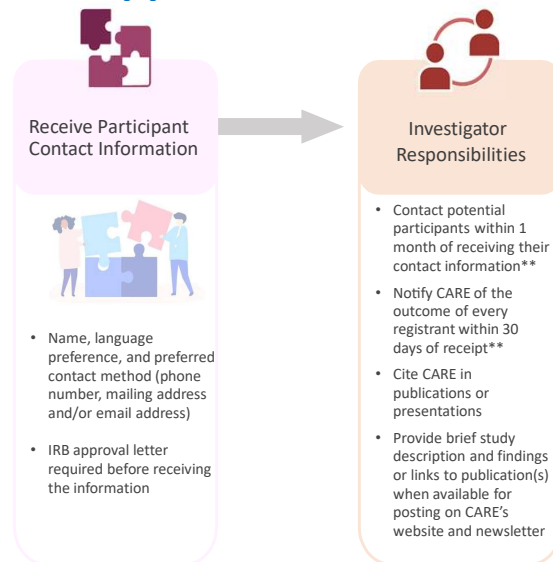 Receive Participant
Contact Information
• Name, language
preference, and preferred
contact method (phone
number, mailing address
and/or email address)
• IRB approval letter
required before receiving
the information
Investigator
Responsibilities
• Contact potential
participants within 1
month of receiving their
contact information**
• Notify CARE of the
outcome of every
registrant within 30
days of receipt**
• Cite CARE in
publications or
presentations
• Provide brief study
description and findings
or links to publication(s)
when available for
posting on CARE's
website and newsletter